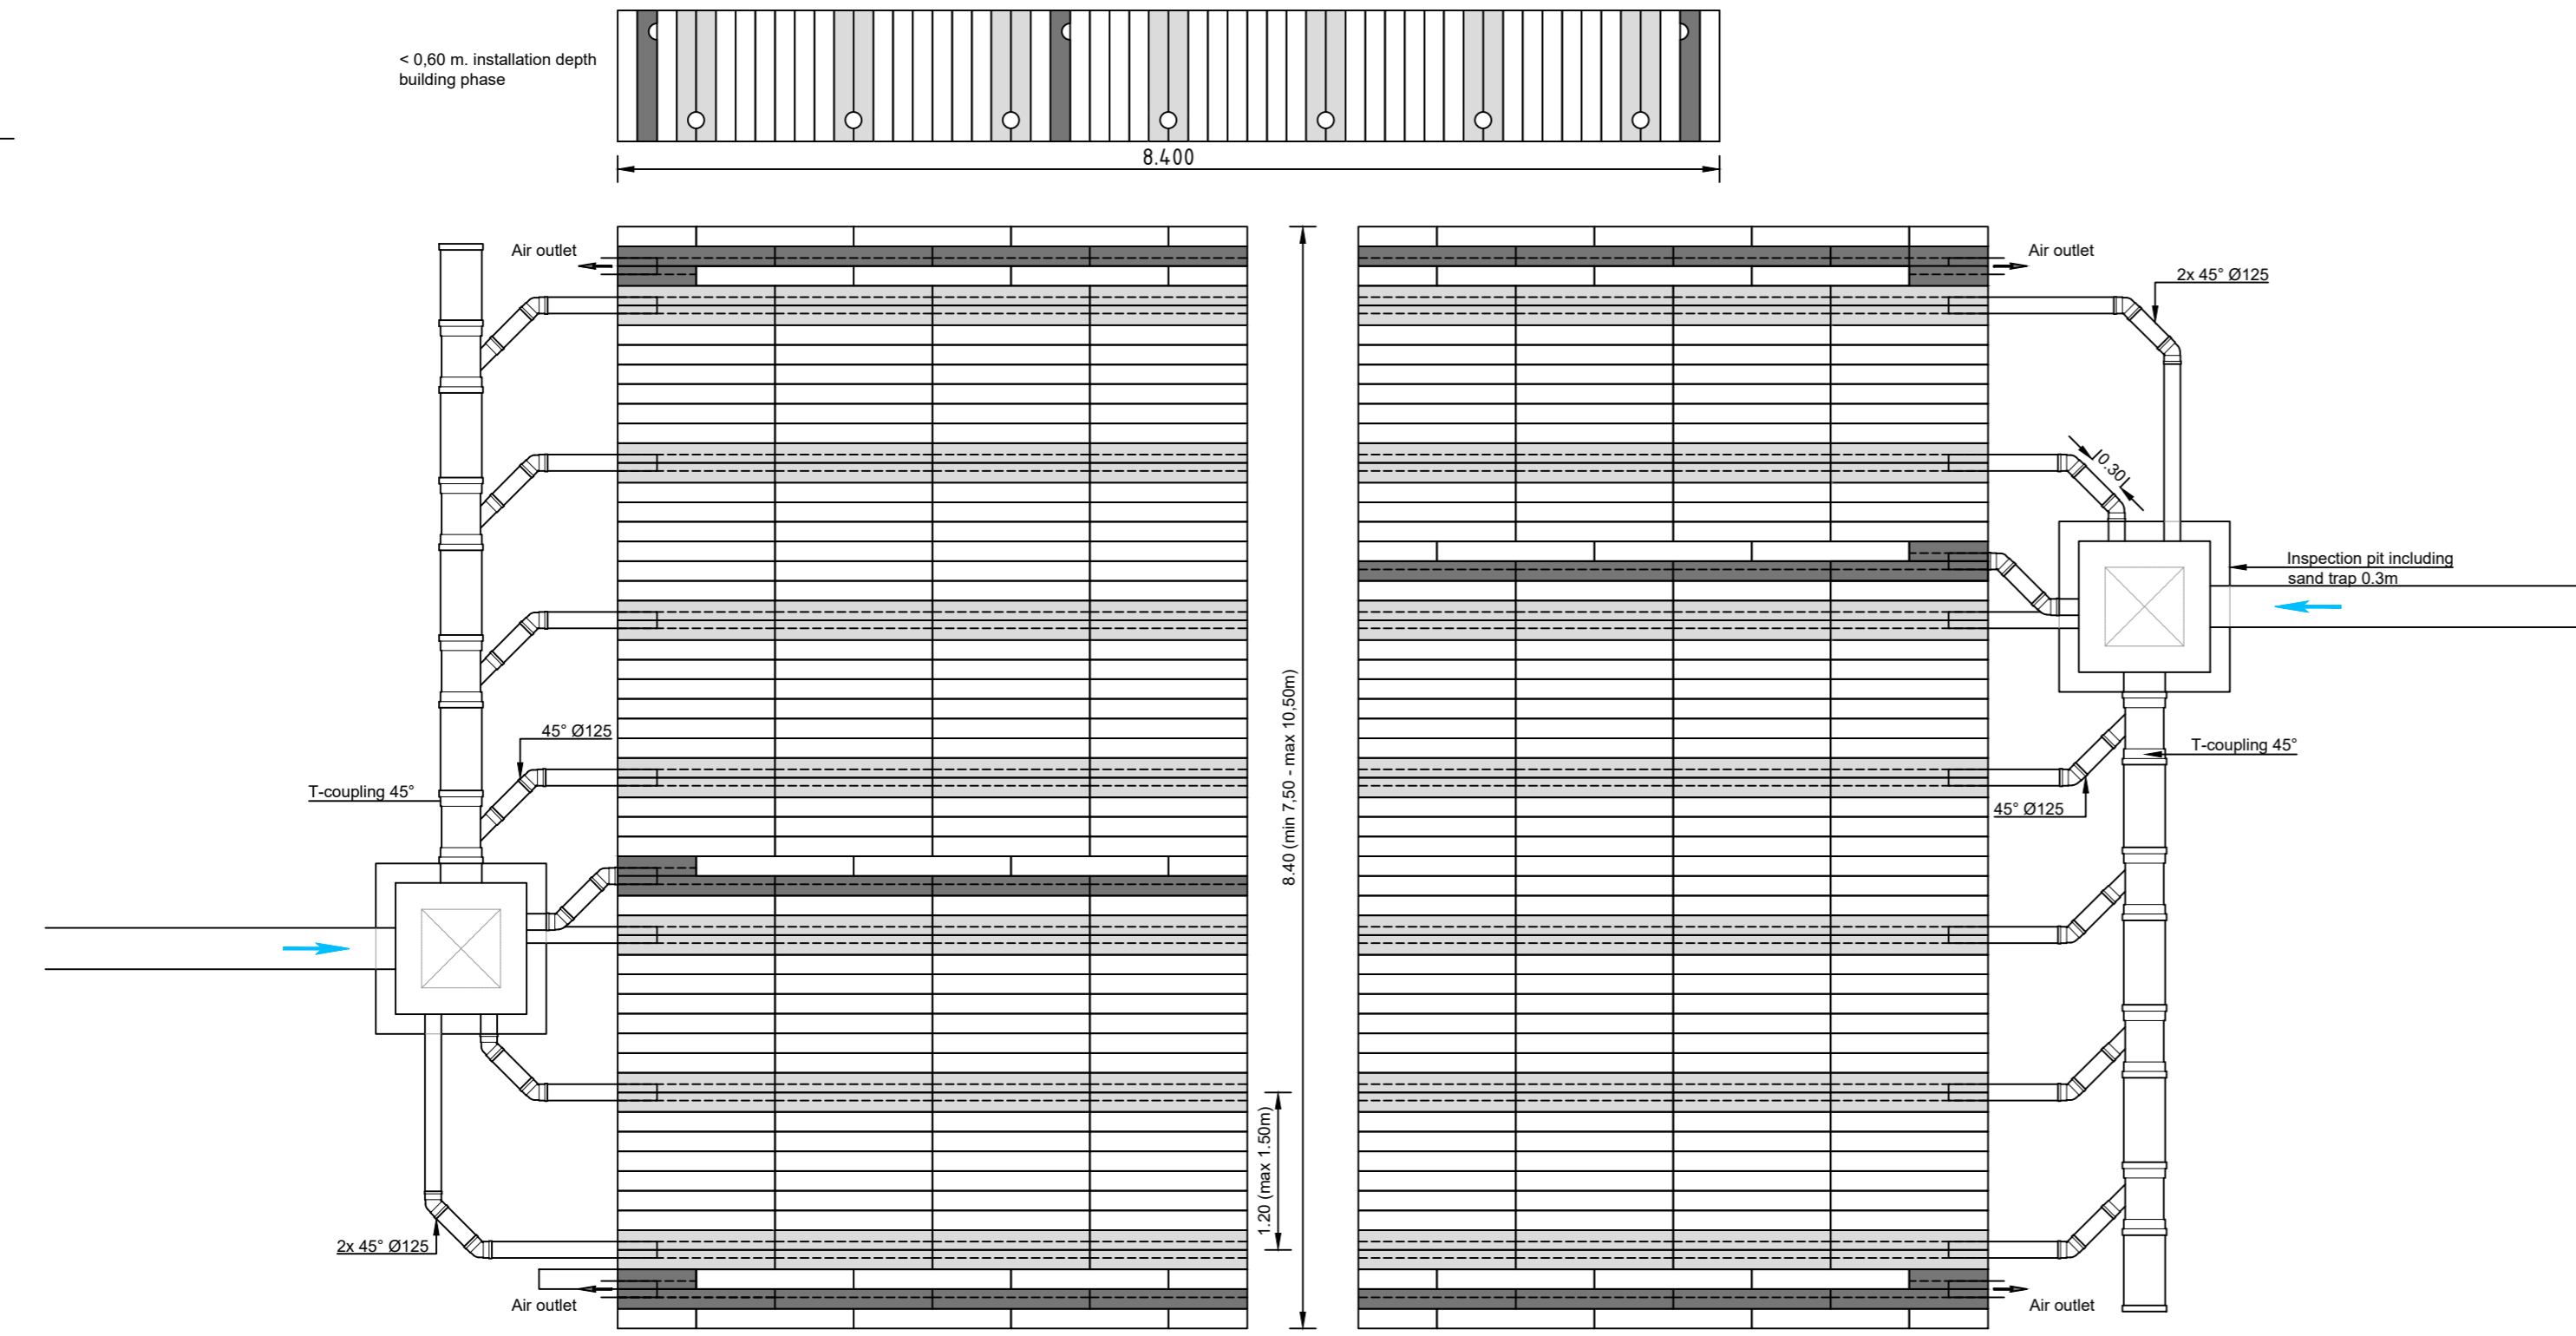 < 0,60 m. installation depth
building phase
8.400
Air outlet
Air outlet
2x 45° Ø125
0.30
Inspection pit including
sand trap 0.3m
8.40 (min 7,50 - max 10,50m)
45° Ø125
T-coupling 45°
T-coupling 45°
45° Ø125
1.20 (max 1.50m)
2x 45° Ø125
Air outlet
Air outlet